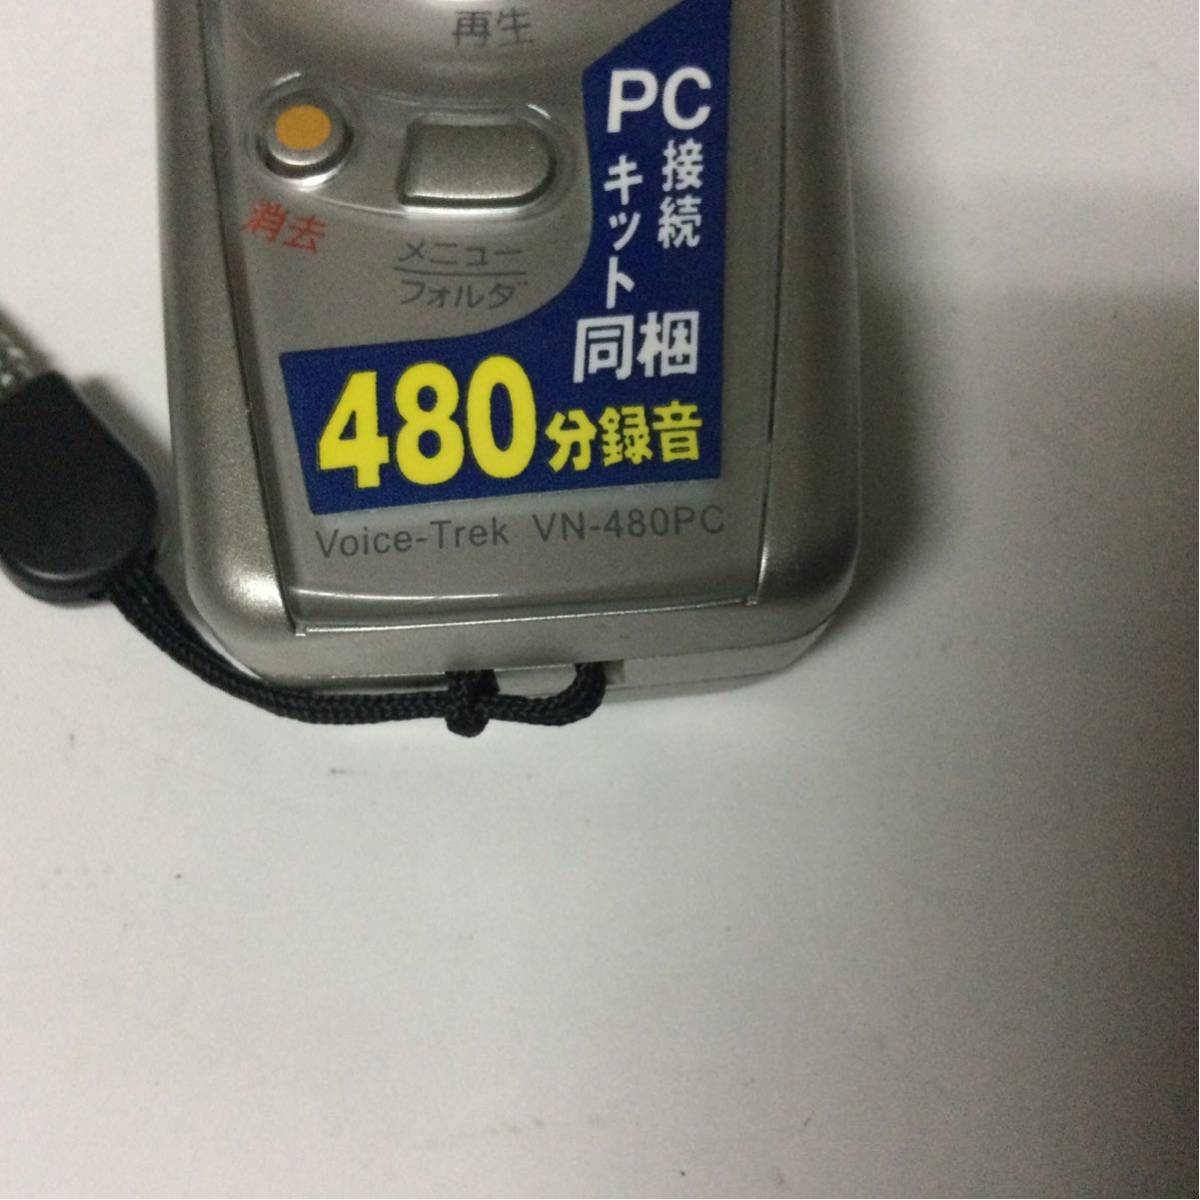 再生
PC
接続
キット
同梱
消去
メニュー
フォルダ
480分録音
Voice-Trek VN-480PC